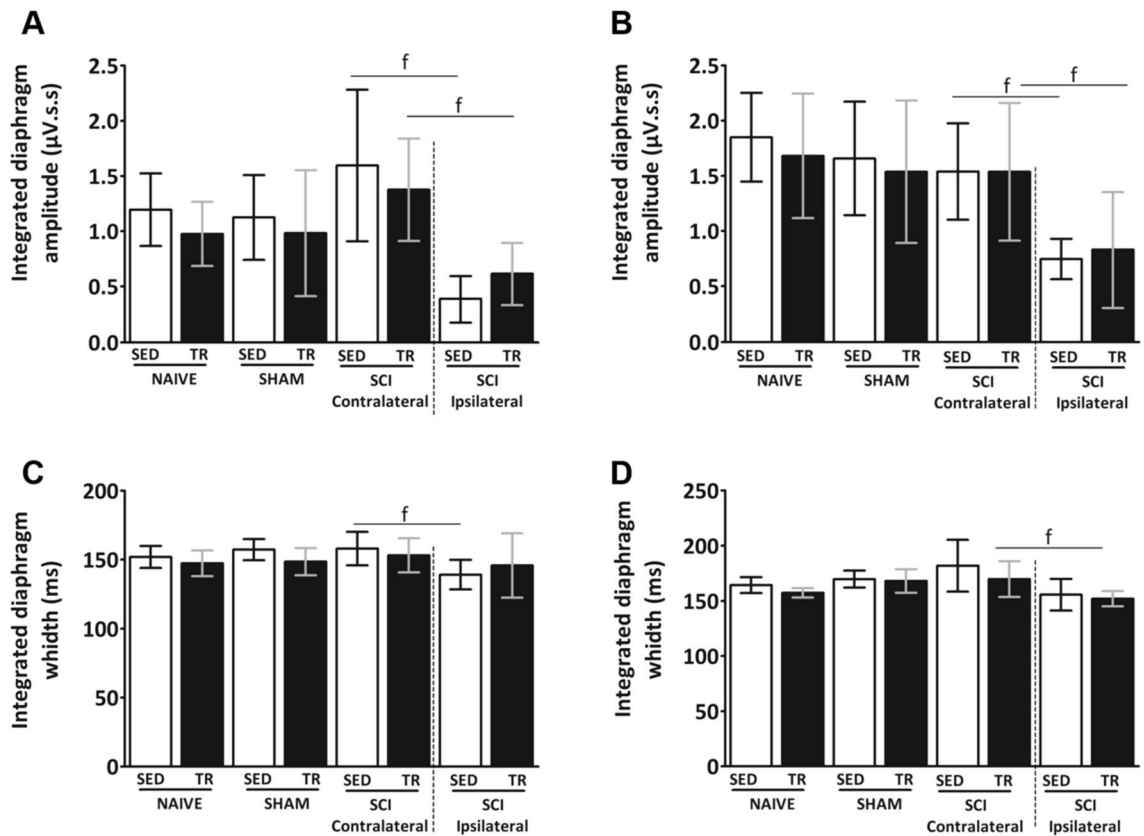 A
Integrated diaphragm
amplitude (µV.s.s)
2.5
2.0
1.5
1.0
0.5
0.0
f
f
SED TR SED TR SED TR SED TR
NAIVE SHAM SCI SCI
Contralateral Ipsilateral
B
Integrated diaphragm
amplitude (µV.s.s)
2.5
2.0
1.5
1.0
0.5
0.0
f
f
SED TR SED TR SED TR SED TR
NAIVE SHAM SCI SCI
Contralateral Ipsilateral
C
Integrated diaphragm
whidth (ms)
200
150
100
50
0
f
SED TR SED TR SED TR SED TR
NAIVE SHAM SCI SCI
Contralateral Ipsilateral
D
Integrated diaphragm
whidth (ms)
250
200
150
100
50
0
f
SED TR SED TR SED TR SED TR
NAIVE SHAM SCI SCI
Contralateral Ipsilateral